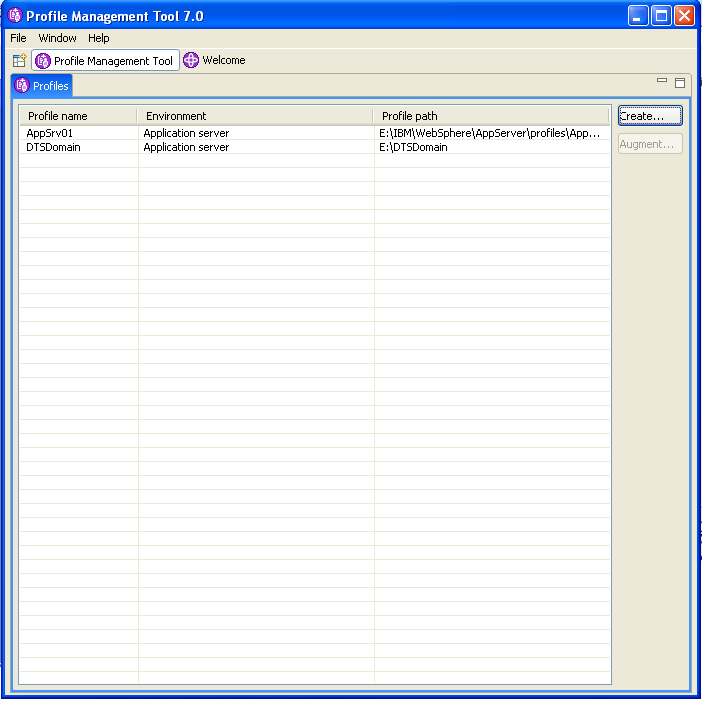 Profile Management Tool 7.0
File Window Help
Profile Management Tool Welcome
Profiles
Profile name Environment Profile path
AppSrv01 Application server E:\IBM\WebSphere\AppServer\profiles\App...
DTSDomain Application server E:\DTSDomain
Create...
Augment...